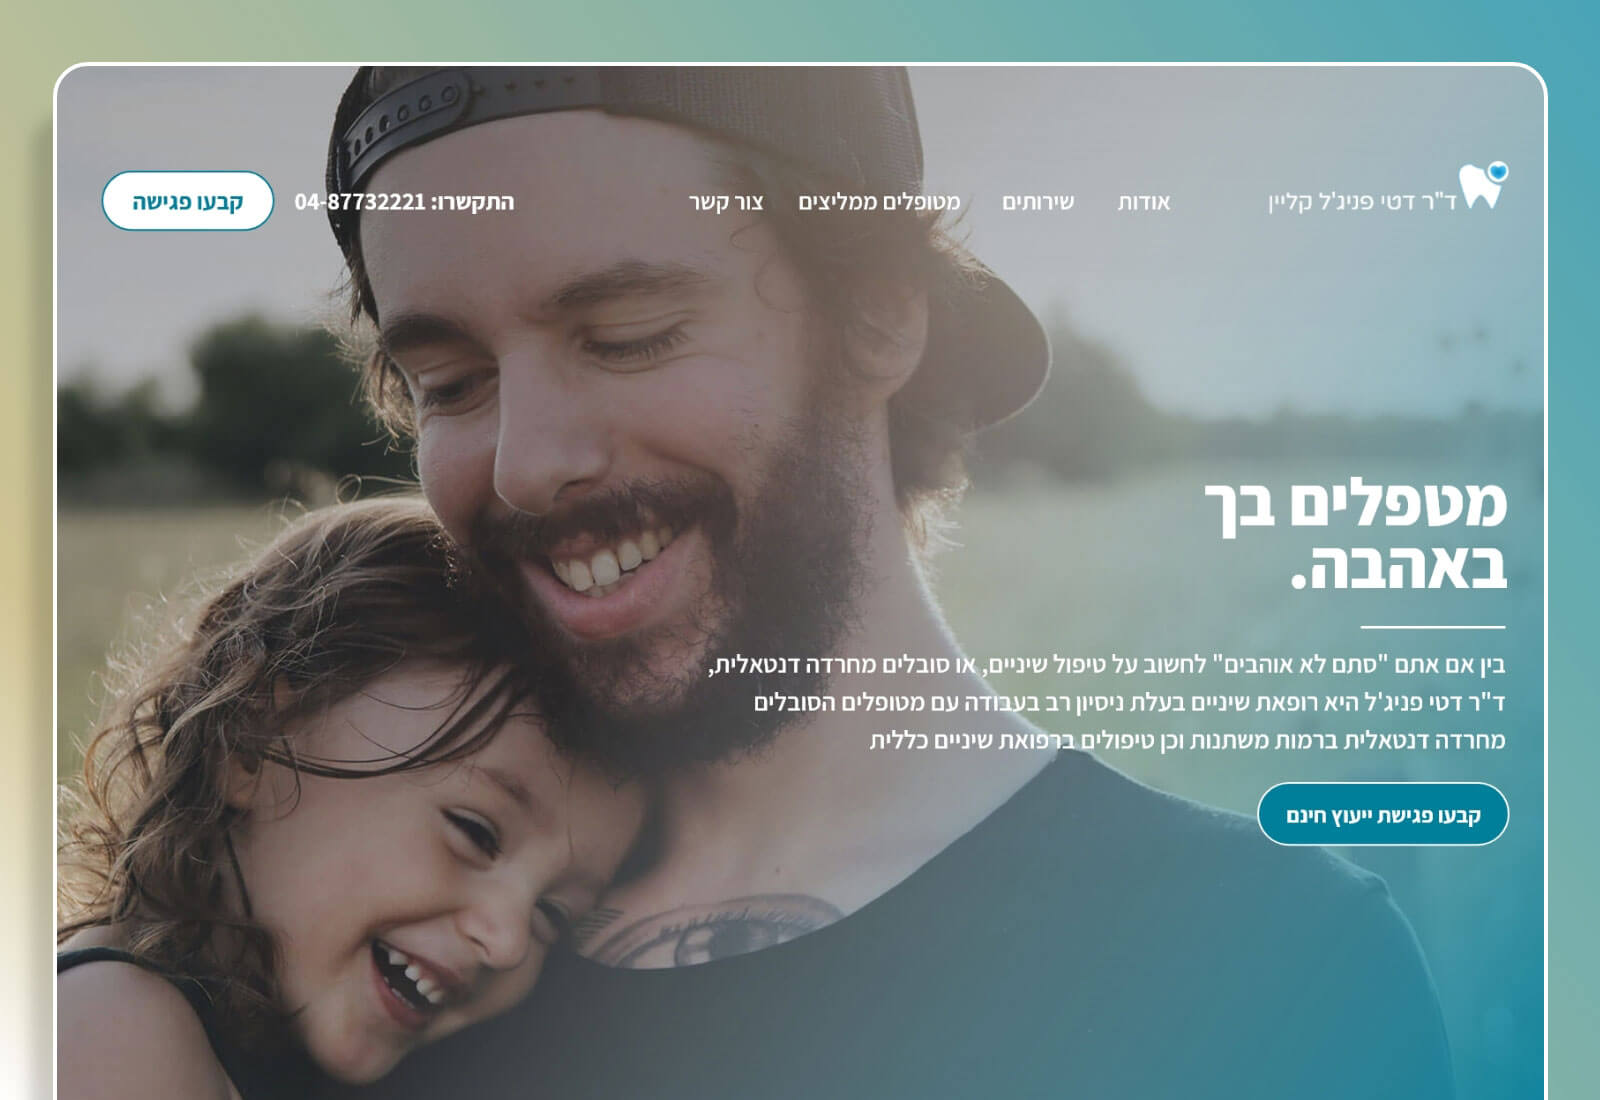 ד"ר דטי פניג'ל קליין
אודות
שירותים
מטופלים ממליצים
צור קשר
התקשרו: 04-87732221
קבעו פגישה
מטפלים בך
באהבה.
בין אם אתם "סתם לא אוהבים" לחשוב על טיפול שיניים, או סובלים מחרדה דנטאלית,
ד"ר דטי פניג'ל היא רופאת שיניים בעלת ניסיון רב בעבודה עם מטופלים הסובלים
מחרדה דנטאלית ברמות משתנות וכן טיפולים ברפואת שיניים כללית
קבעו פגישת ייעוץ חינם